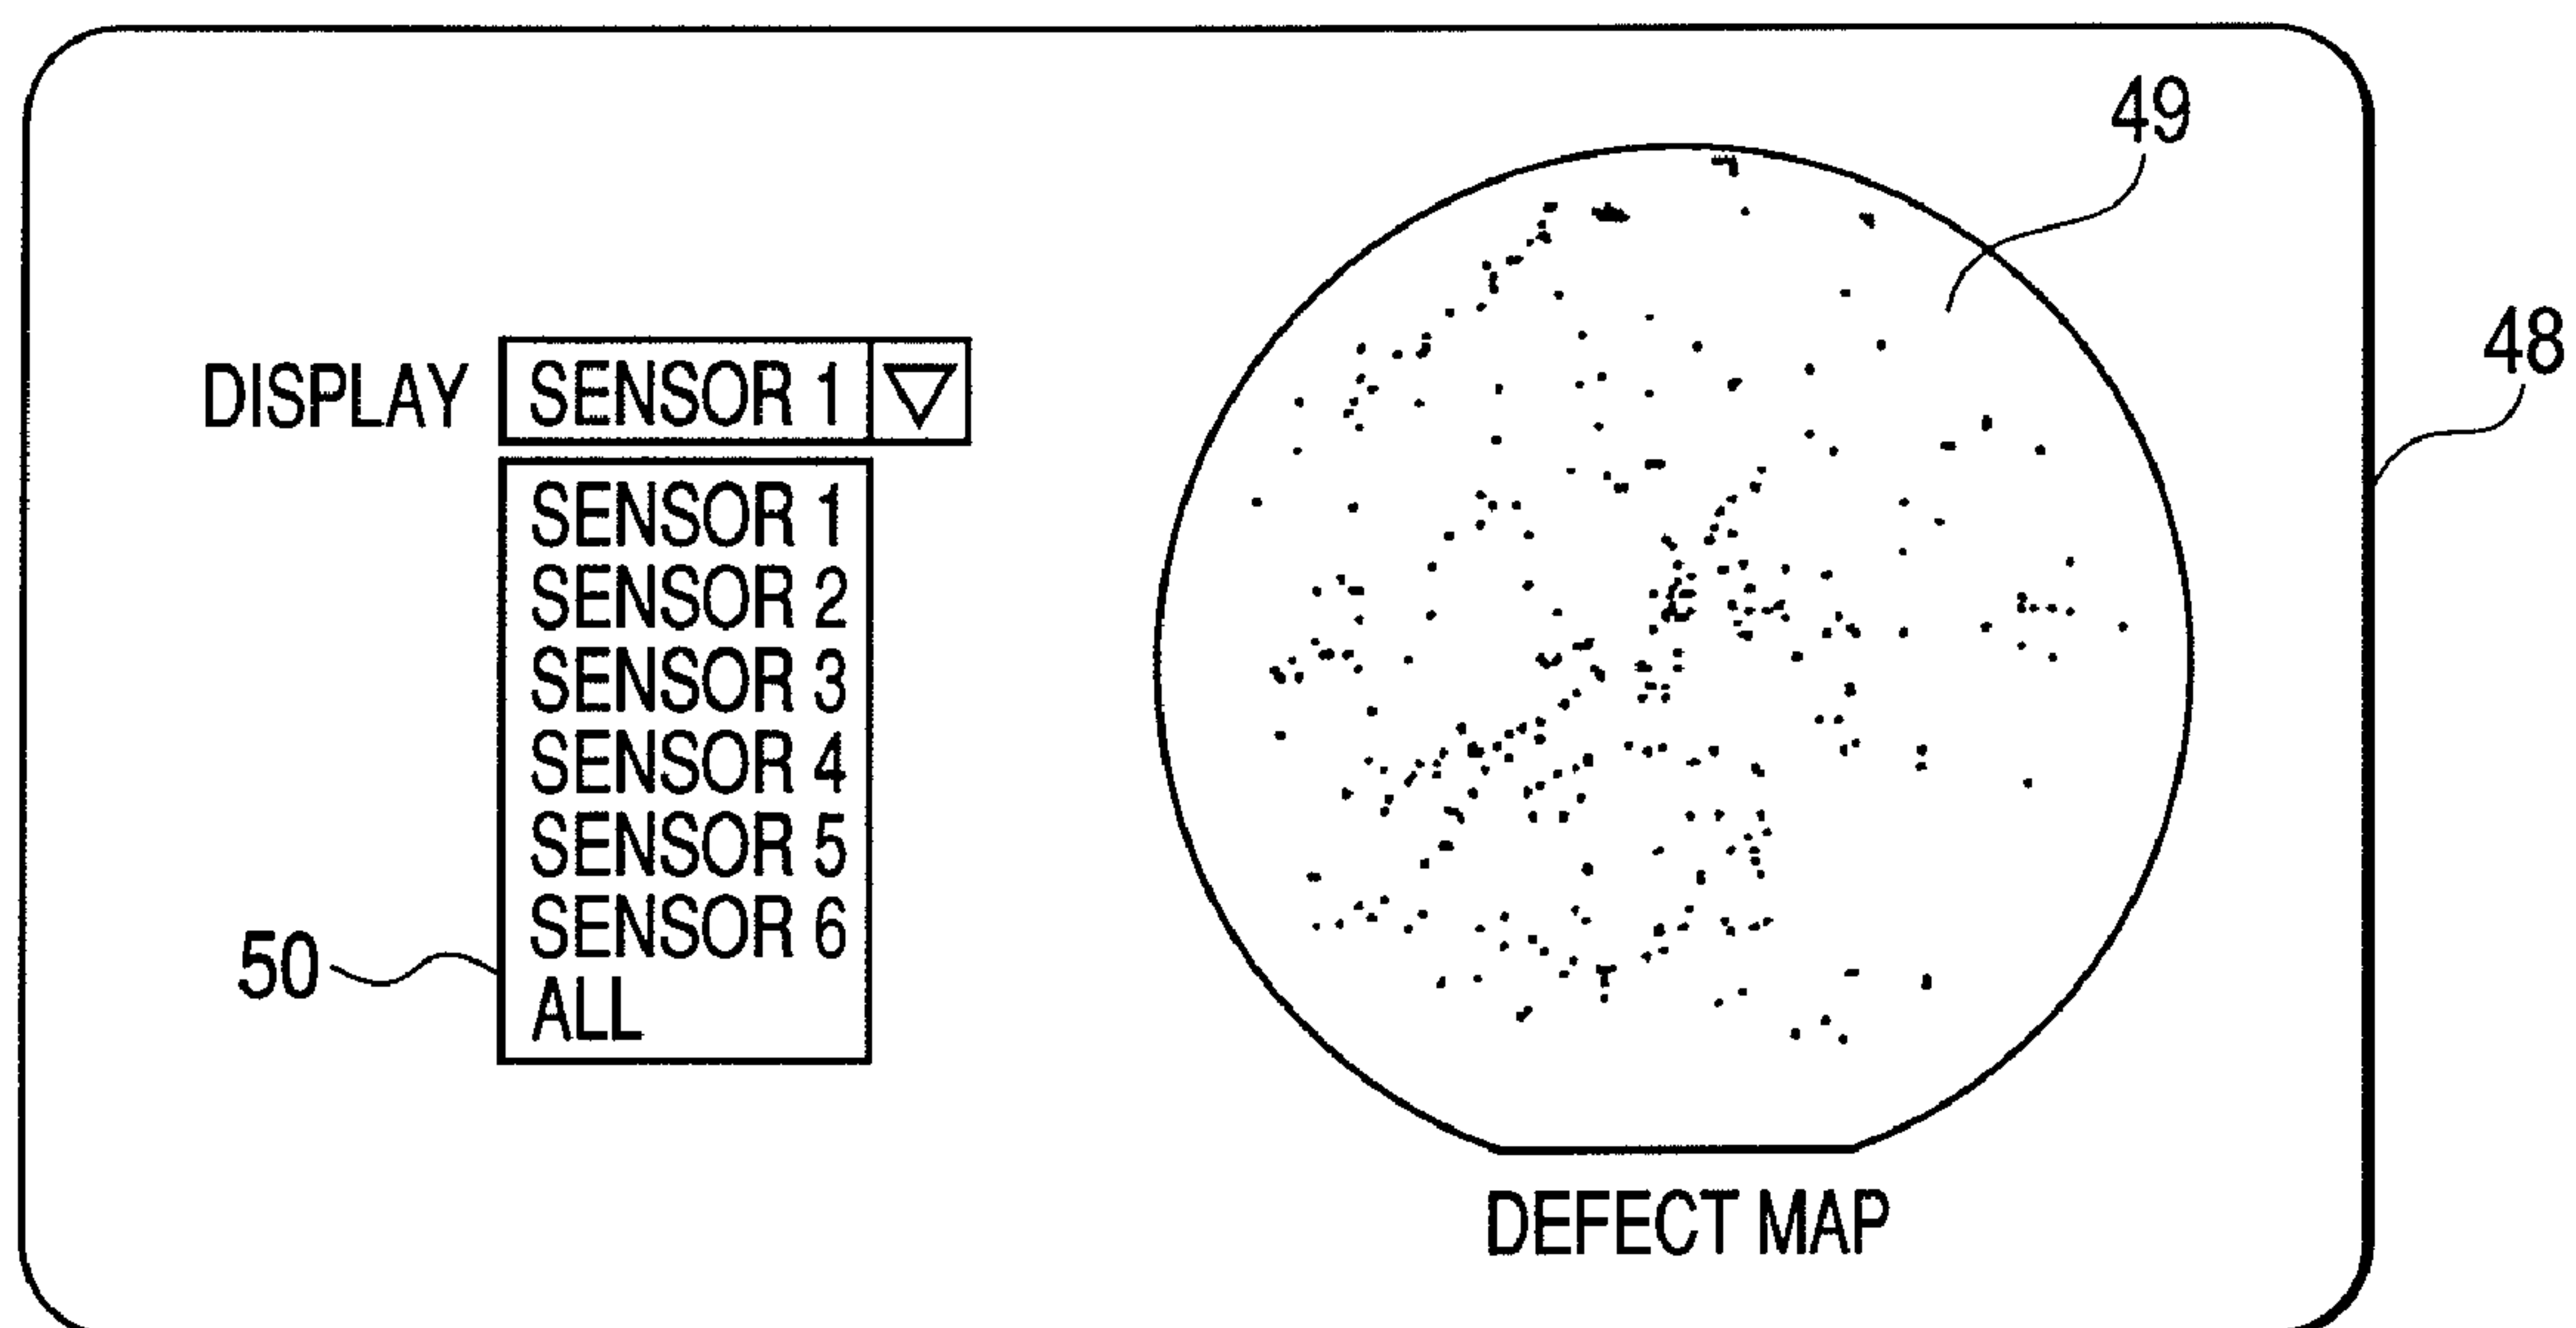 49
48
DISPLAY SENSOR 1
SENSOR 1
SENSOR 2
SENSOR 3
SENSOR 4
SENSOR 5
SENSOR 6
50
ALL
DEFECT MAP